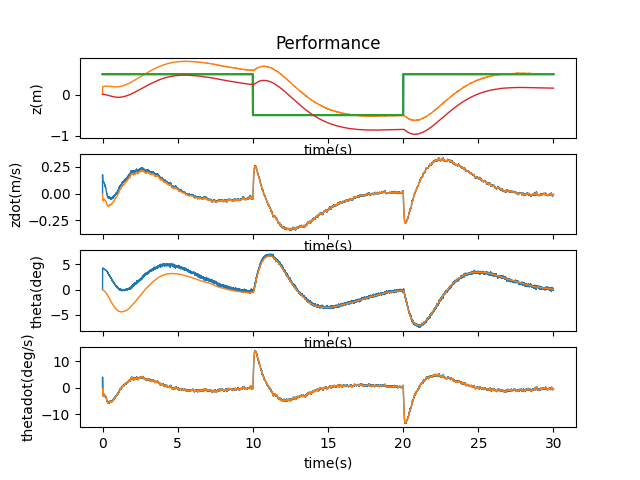 Performance
z(m)
0
−1
time(s)
zdot(m/s)
0.25
0.00
−0.25
time(s)
theta(deg)
5
0
−5
time(s)
thetadot(deg/s)
10
0
−10
0 5 10 15 20 25 30
time(s)